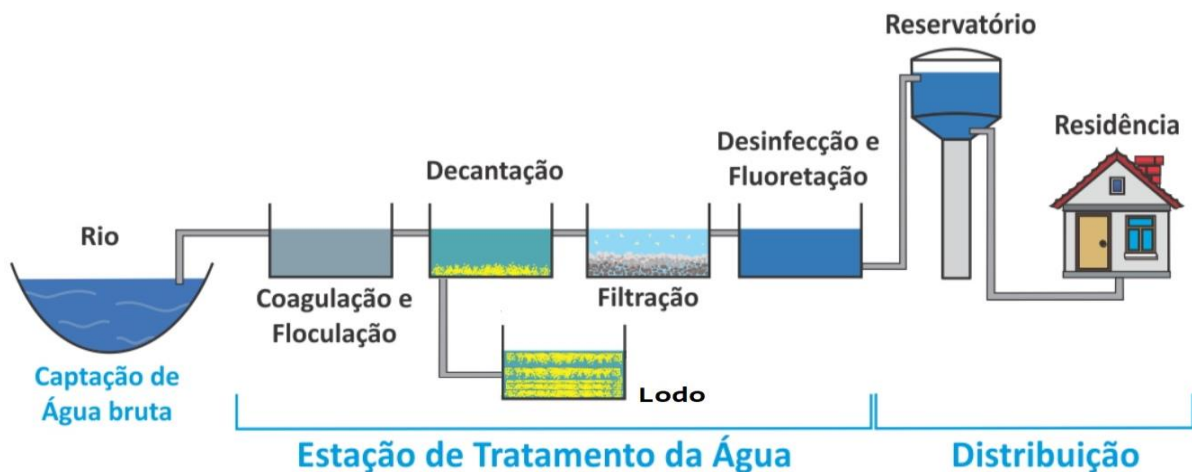 Reservatório
Residência
Desinfecção e
Fluoretação
Decantação
Rio
Coagulação e
Floculação
Filtração
Captação de
Água bruta
Lodo
Estação de Tratamento da Água
Distribuição